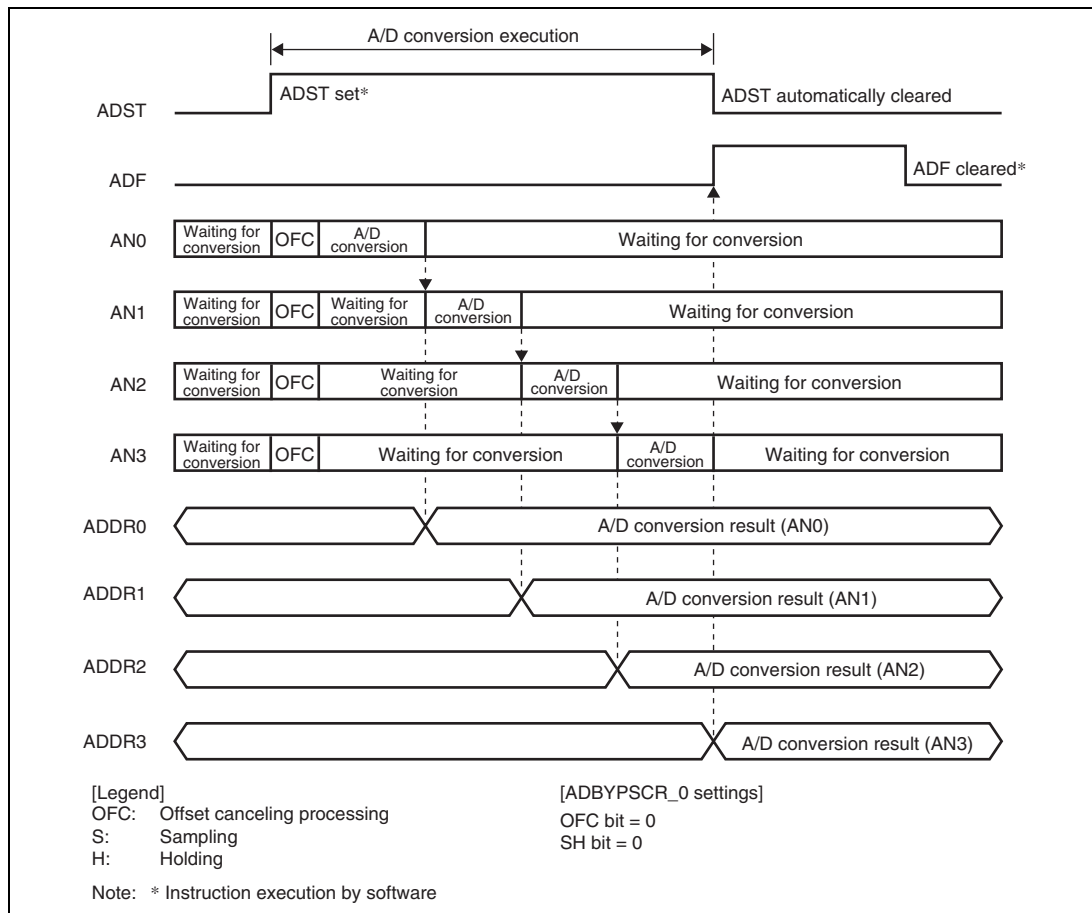 A/D conversion execution
ADST
ADST set*
ADST automatically cleared
ADF
ADF cleared*
AN0
Waiting for
conversion
OFC
A/D
conversion
Waiting for conversion
AN1
Waiting for
conversion
OFC
Waiting for
conversion
A/D
conversion
Waiting for conversion
AN2
Waiting for
conversion
OFC
Waiting for
conversion
A/D
conversion
Waiting for conversion
AN3
Waiting for
conversion
OFC
Waiting for conversion
A/D
conversion
Waiting for conversion
ADDR0
A/D conversion result (AN0)
ADDR1
A/D conversion result (AN1)
ADDR2
A/D conversion result (AN2)
ADDR3
A/D conversion result (AN3)
[Legend]
OFC: Offset canceling processing
S: Sampling
H: Holding
[ADBYPSCR_0 settings]
OFC bit = 0
SH bit = 0
Note: * Instruction execution by software